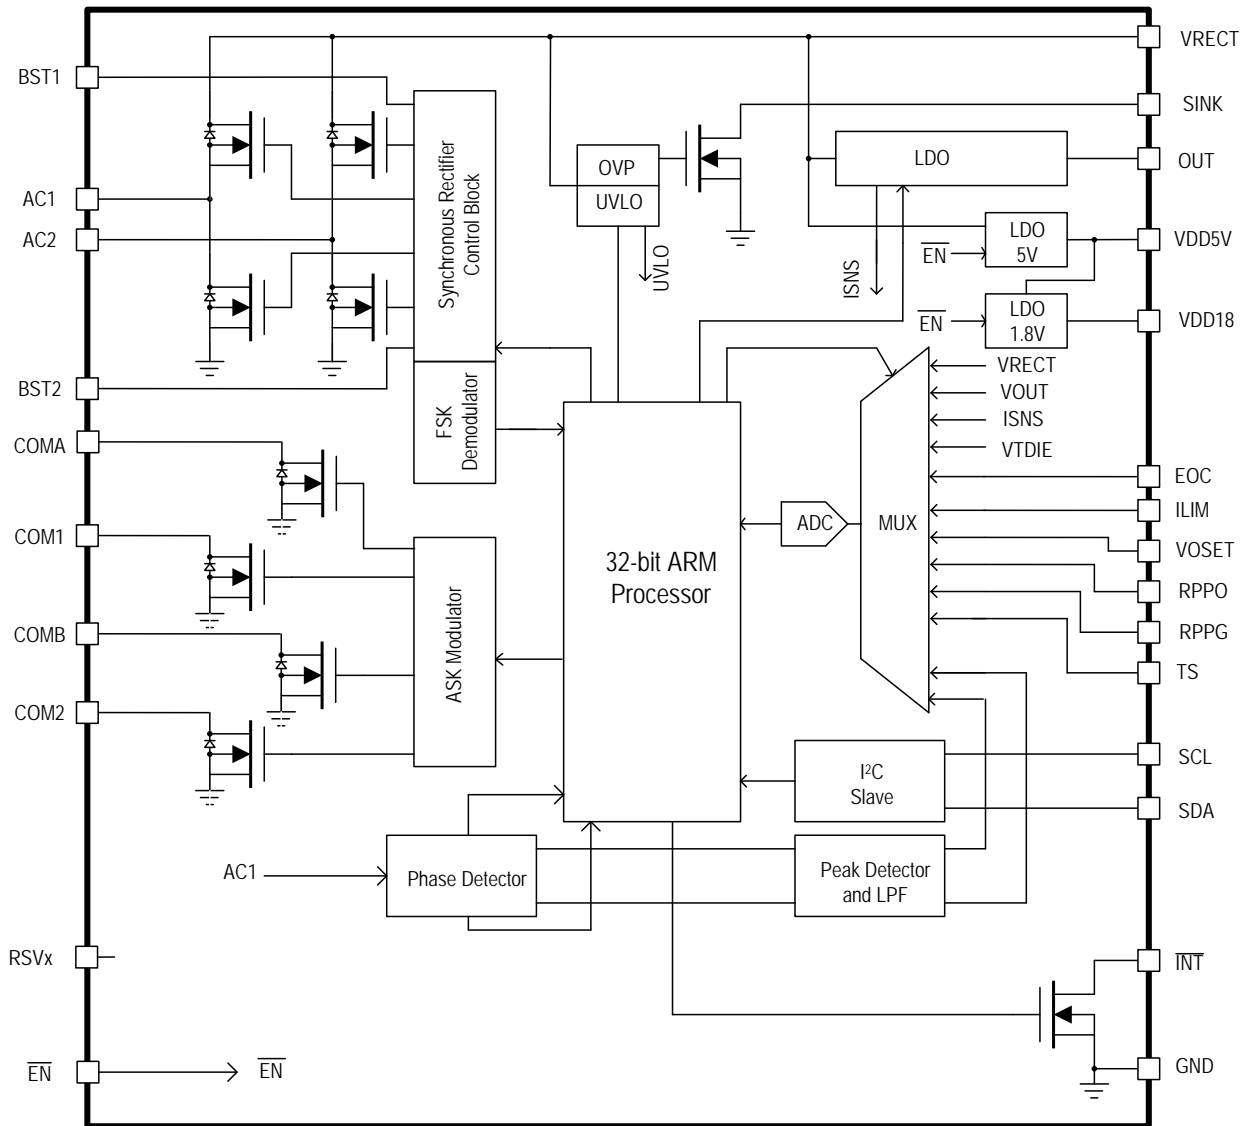 VRECT
BST1
SINK
OVP
UVLO
UVLO
LDO
OUT
AC1
AC2
Synchronous Rectifier
Control Block
ISNS
EN
LDO
5V
VDD5V
EN
LDO
1.8V
VDD18
BST2
FSK
Demodulator
VRECT
VOUT
ISNS
VTDIE
COMA
EOC
ILIM
COM1
ASK Modulator
32-bit ARM
Processor
ADC
MUX
VOSET
RPPO
COMB
RPPG
TS
COM2
I²C
Slave
SCL
SDA
AC1
Phase Detector
Peak Detector
and LPF
RSVx
INT
EN
EN
GND